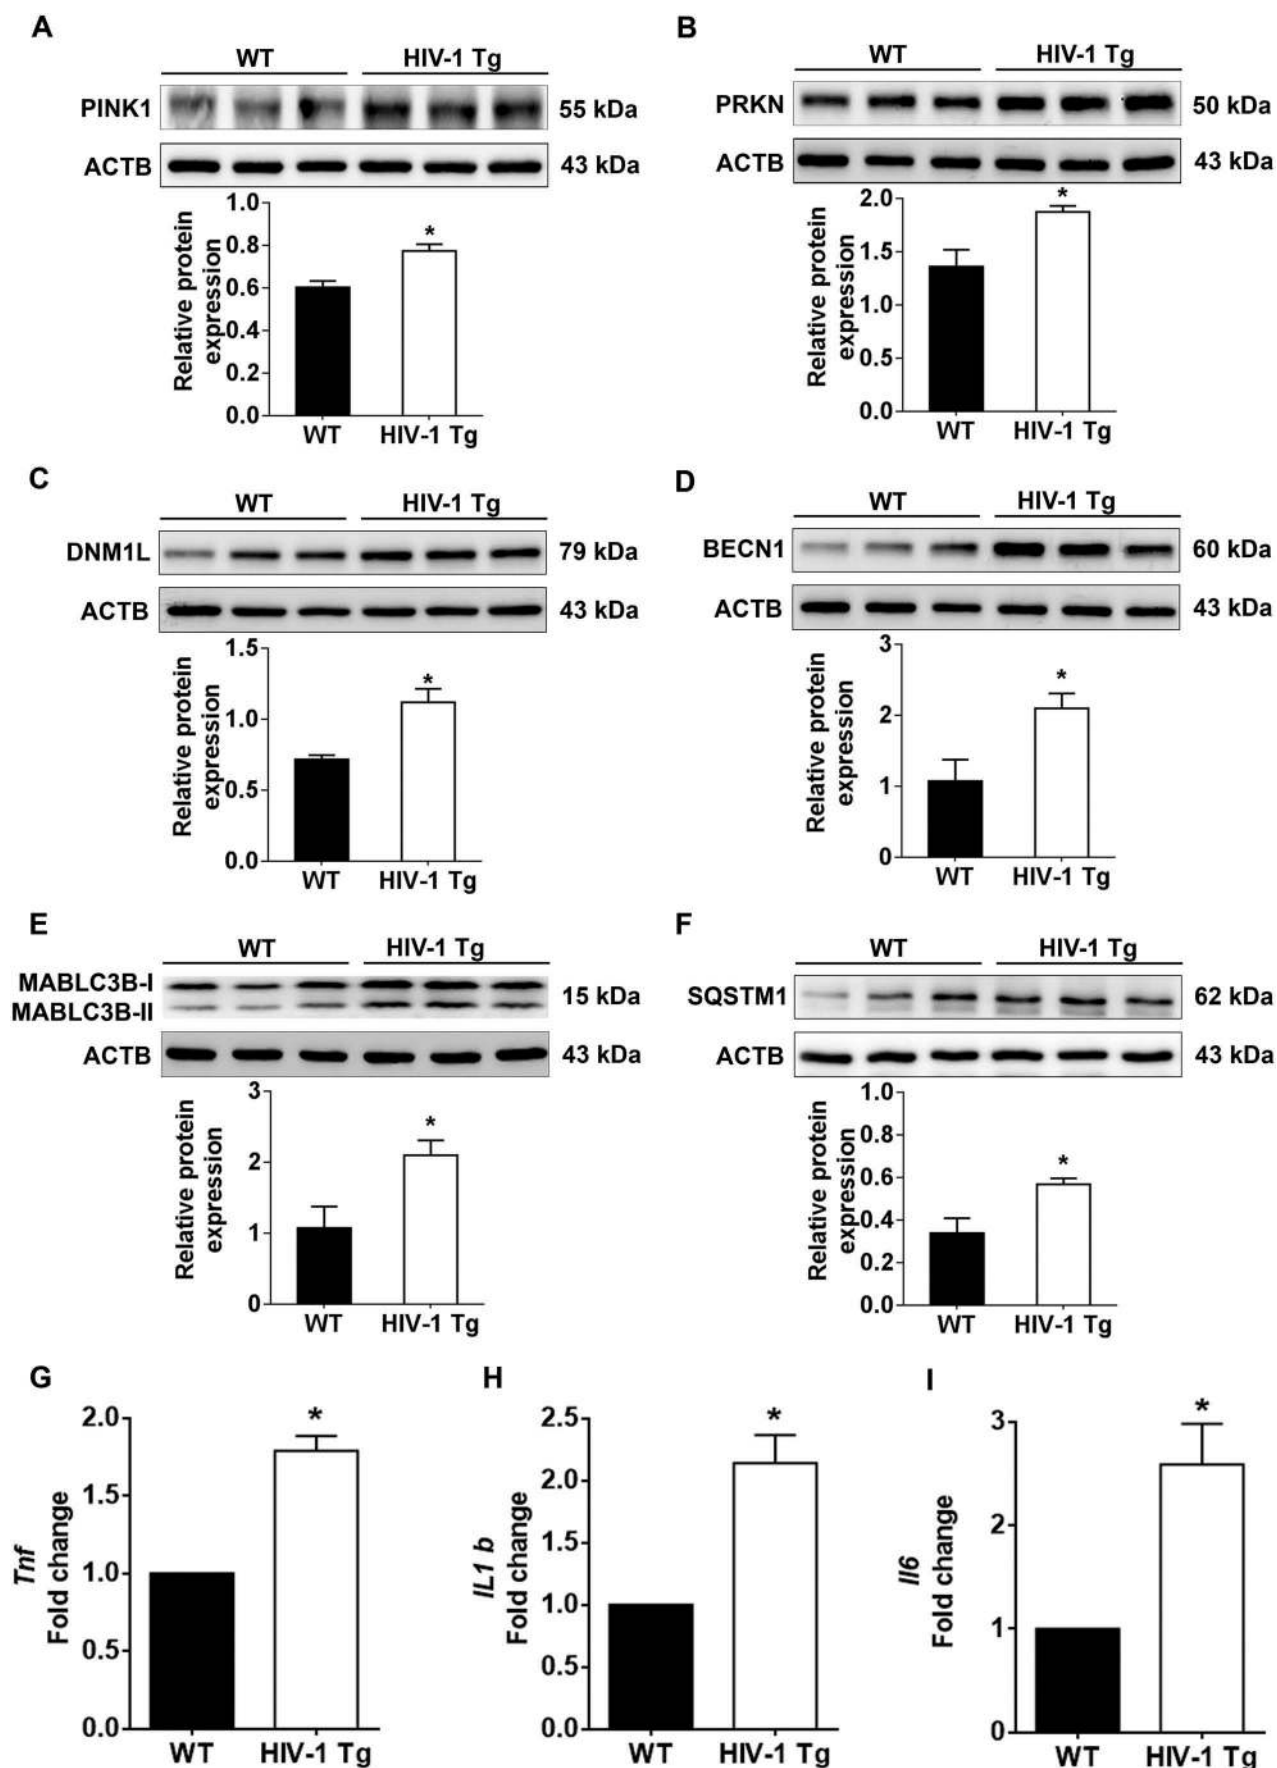 A
WT HIV-1 Tg
PINK1 55 kDa
ACTB 43 kDa
Relative protein
expression
1.0
0.8
0.6
0.4
0.2
0.0
*
WT HIV-1 Tg
B
WT HIV-1 Tg
PRKN 50 kDa
ACTB 43 kDa
Relative protein
expression
2.0
1.5
1.0
0.5
0.0
*
WT HIV-1 Tg
C
WT HIV-1 Tg
DNM1L 79 kDa
ACTB 43 kDa
Relative protein
expression
1.5
1.0
0.5
0.0
*
WT HIV-1 Tg
D
WT HIV-1 Tg
BECN1 60 kDa
ACTB 43 kDa
Relative protein
expression
3
2
1
0
*
WT HIV-1 Tg
E
WT HIV-1 Tg
MABLC3B-I
MABLC3B-II
15 kDa
ACTB 43 kDa
Relative protein
expression
3
2
1
0
*
WT HIV-1 Tg
F
WT HIV-1 Tg
SQSTM1 62 kDa
ACTB 43 kDa
Relative protein
expression
1.0
0.8
0.6
0.4
0.2
0.0
*
WT HIV-1 Tg
G
Tnf
Fold change
2.0
1.5
1.0
0.5
0.0
*
WT HIV-1 Tg
H
IL1 b
Fold change
2.5
2.0
1.5
1.0
0.5
0.0
*
WT HIV-1 Tg
I
Il6
Fold change
3
2
1
0
*
WT HIV-1 Tg